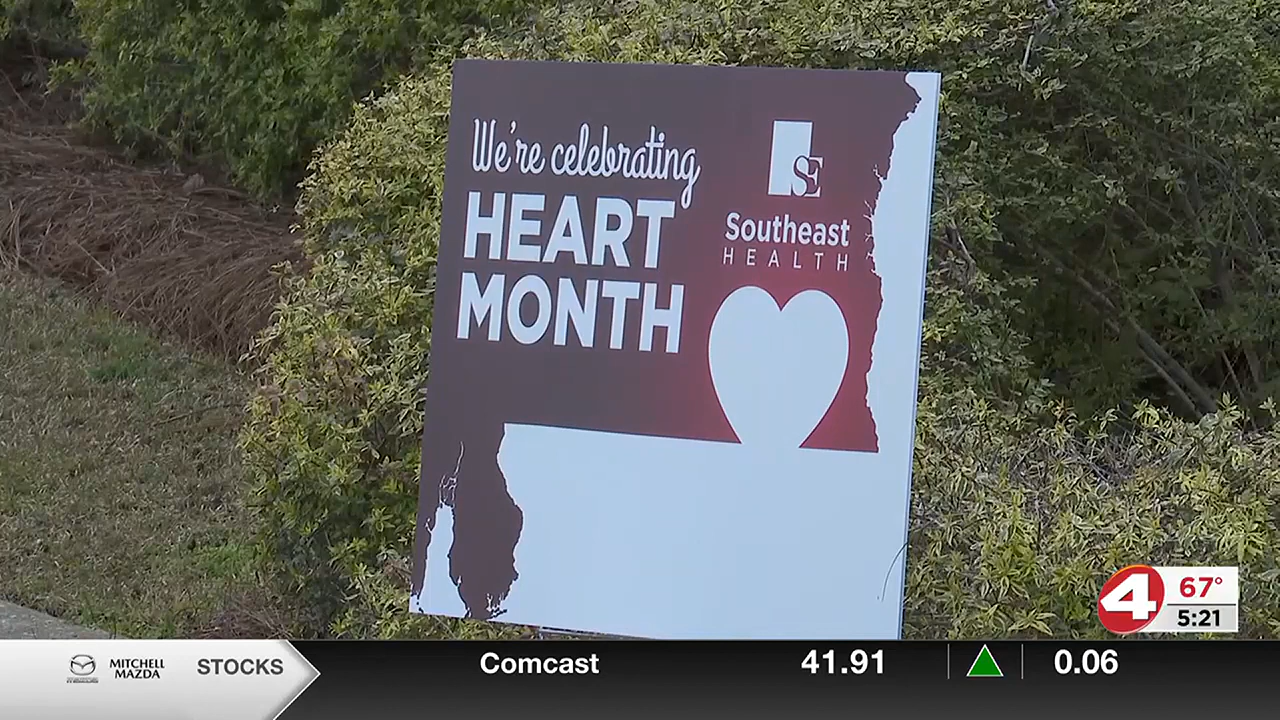 We're celebrating
HEART
MONTH
SE
Southeast
HEALTH
4
67°
5:21
MITCHELL
MAZDA
STOCKS
Comcast 41.91 0.06